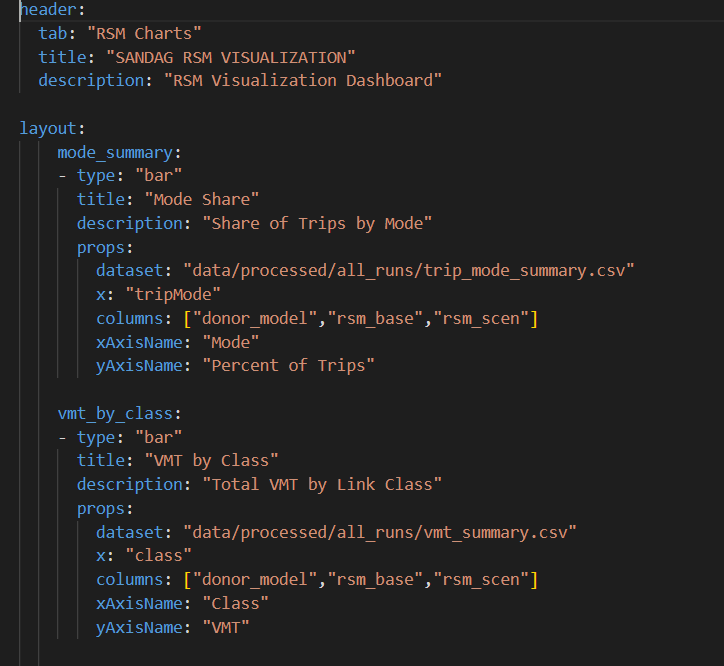 header:
  tab: "RSM Charts"
  title: "SANDAG RSM VISUALIZATION"
  description: "RSM Visualization Dashboard"
layout:
    mode_summary:
    - type: "bar"
      title: "Mode Share"
      description: "Share of Trips by Mode"
      props:
        dataset: "data/processed/all_runs/trip_mode_summary.csv"
        x: "tripMode"
        columns: ["donor_model","rsm_base","rsm_scen"]
        xAxisName: "Mode"
        yAxisName: "Percent of Trips"
    vmt_by_class:
    - type: "bar"
      title: "VMT by Class"
      description: "Total VMT by Link Class"
      props:
        dataset: "data/processed/all_runs/vmt_summary.csv"
        x: "class"
        columns: ["donor_model","rsm_base","rsm_scen"]
        xAxisName: "Class"
        yAxisName: "VMT"